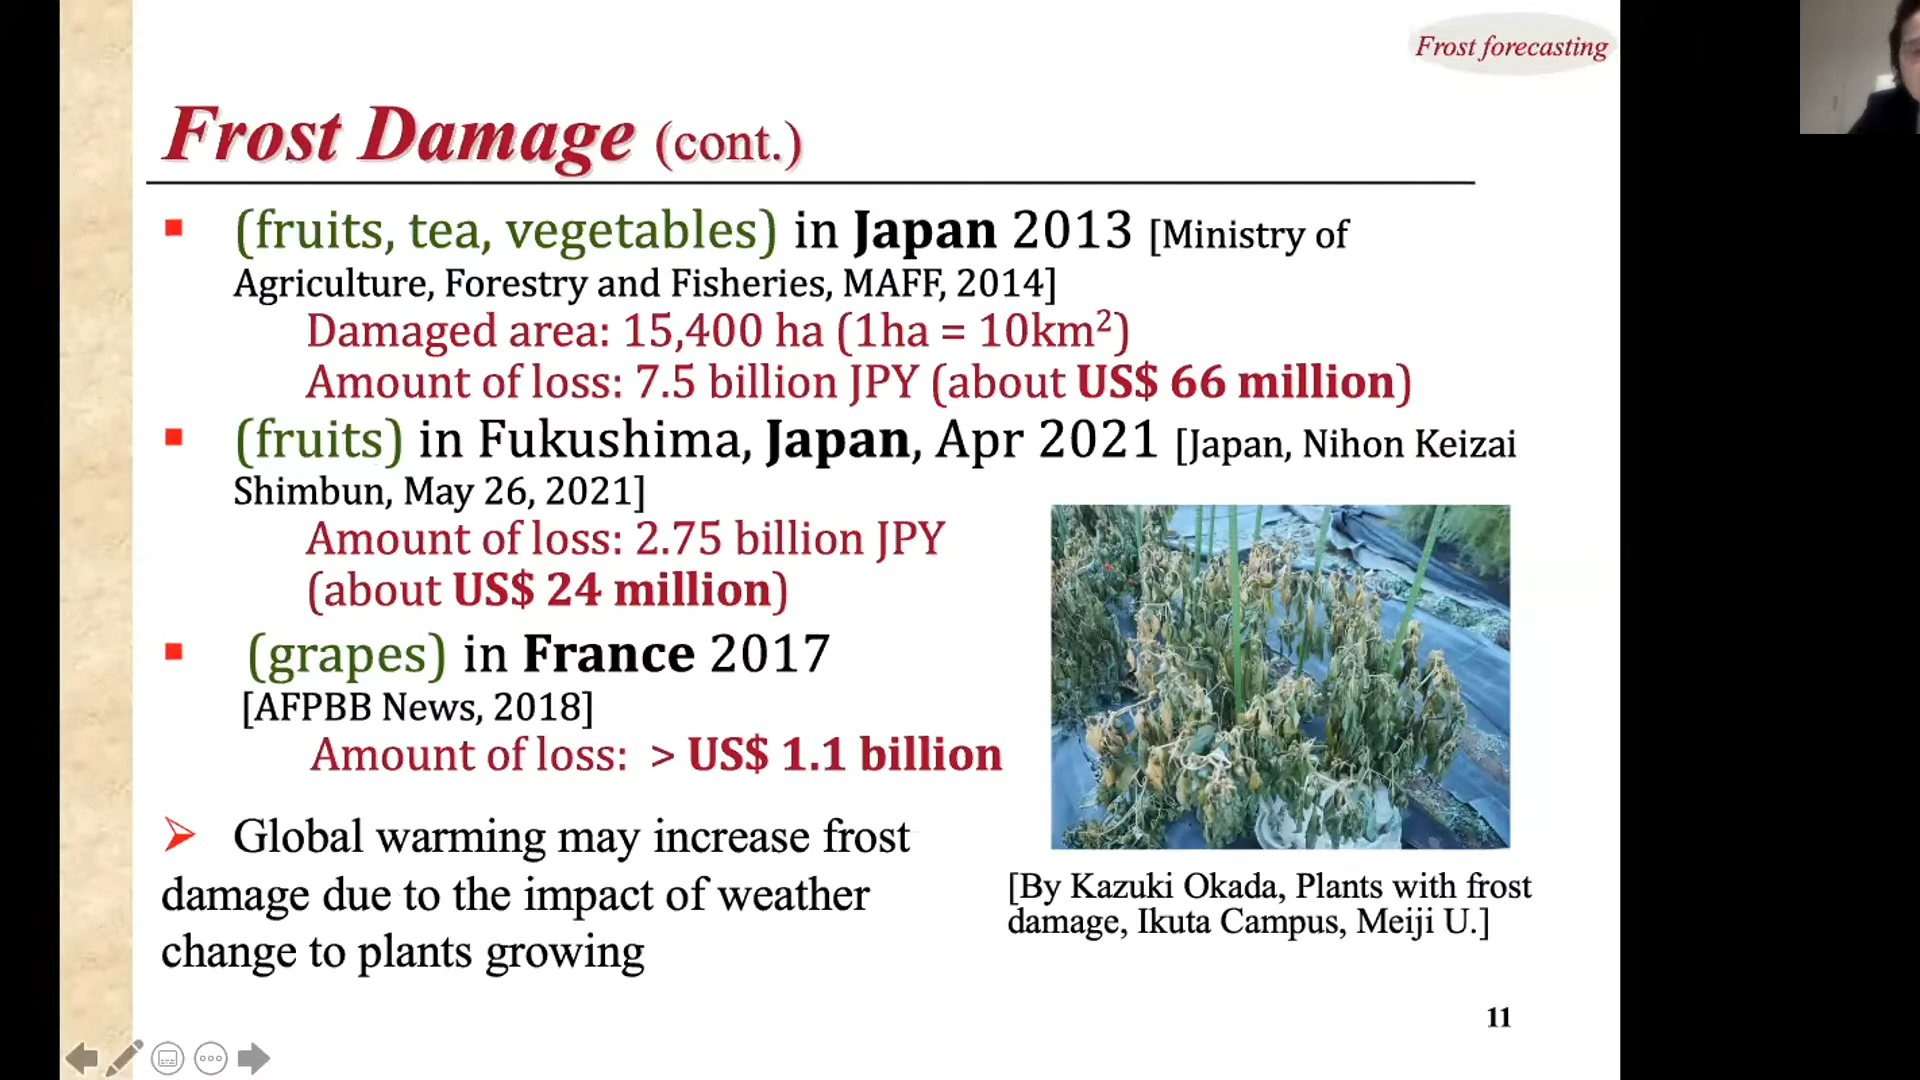 Frost forecasting
Frost Damage (cont.)
(fruits, tea, vegetables) in Japan 2013 [Ministry of
Agriculture, Forestry and Fisheries, MAFF, 2014]
Damaged area: 15,400 ha (1ha = 10km²)
Amount of loss: 7.5 billion JPY (about US$ 66 million)
(fruits) in Fukushima, Japan, Apr 2021 [Japan, Nihon Keizai
Shimbun, May 26, 2021]
Amount of loss: 2.75 billion JPY
(about US$ 24 million)
(grapes) in France 2017
[AFPBB News, 2018]
Amount of loss: > US$ 1.1 billion
Global warming may increase frost
damage due to the impact of weather
change to plants growing
[By Kazuki Okada, Plants with frost
damage, Ikuta Campus, Meiji U.]
11